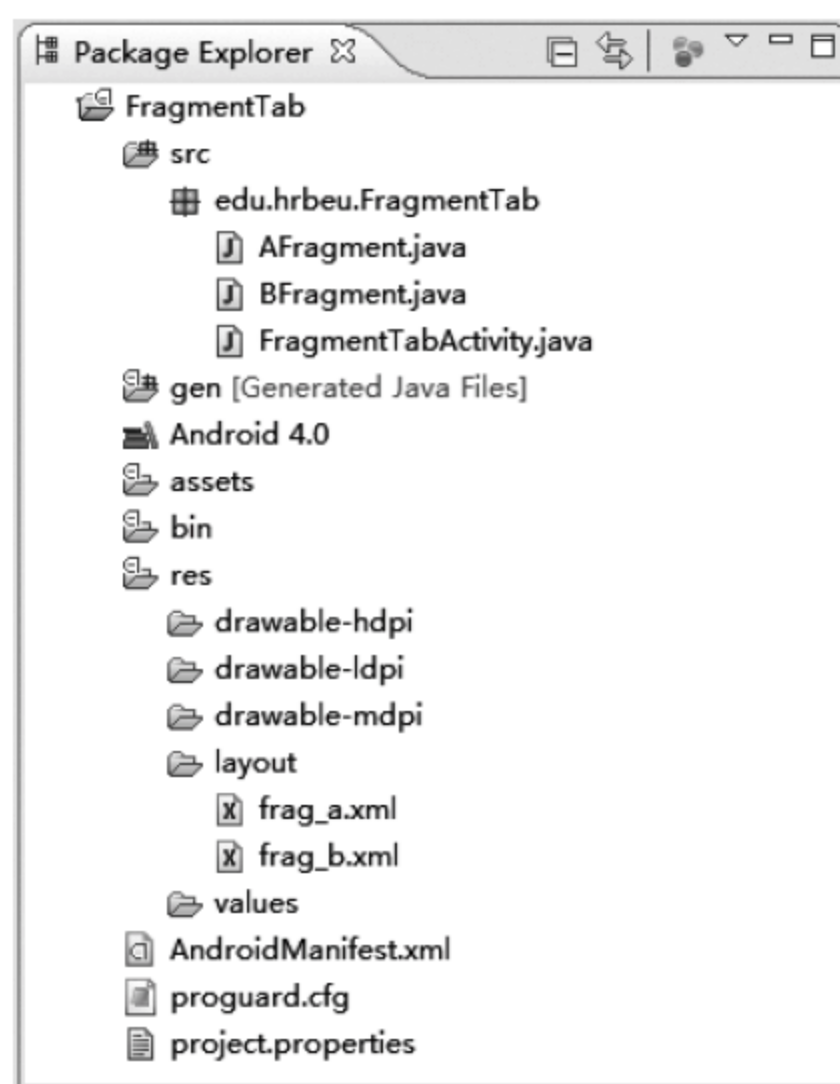 Package Explorer
FragmentTab
src
edu.hrbeu.FragmentTab
AFragment.java
BFragment.java
FragmentTabActivity.java
gen [Generated Java Files]
Android 4.0
assets
bin
res
drawable-hdpi
drawable-ldpi
drawable-mdpi
layout
frag_a.xml
frag_b.xml
values
AndroidManifest.xml
proguard.cfg
project.properties